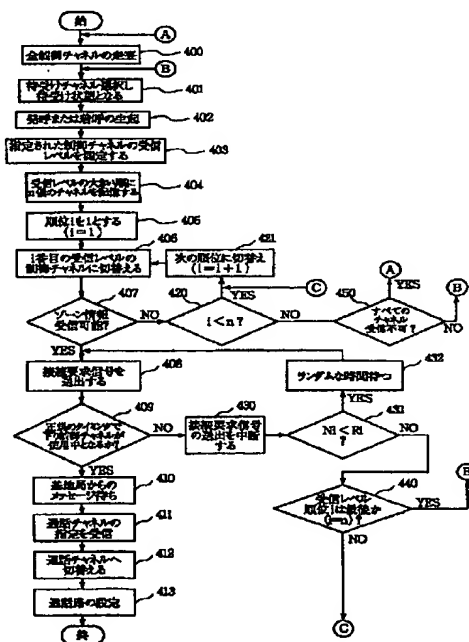 始
A
全制御チャネルの走査
400
B
待受けチャネル選択し
待受け状態となる
401
発呼または着呼の生起
402
指定された制御チャネルの受信
レベルを測定する
403
受信レベルの大きい順に
n個のチャネルを記憶する
404
順位iを1とする
(i=1)
405
406
i番目の受信レベルの
制御チャネルに切替える
421
次の順位に切替え
(i=i+1)
C
407
ゾーン情報
受信可能?
NO
YES
420
i<n?
YES
NO
450
すべての
チャネル
受信不可?
A
YES
NO
B
408
接続要求信号を
送出する
432
ランダムな時間待つ
409
正規のタイミングで
制御チャネルが
使用中となるか?
NO
YES
430
接続要求信号
の送出を中断
する
431
Ni<Ri
?
YES
NO
410
基地局からの
メッセージ待ち
440
受信レベル
順位iは最後か
(i=n)
YES
B
NO
411
通話チャネルの
指定を受信
412
通話チャネルへ
切替える
413
通話路の設定
終
C